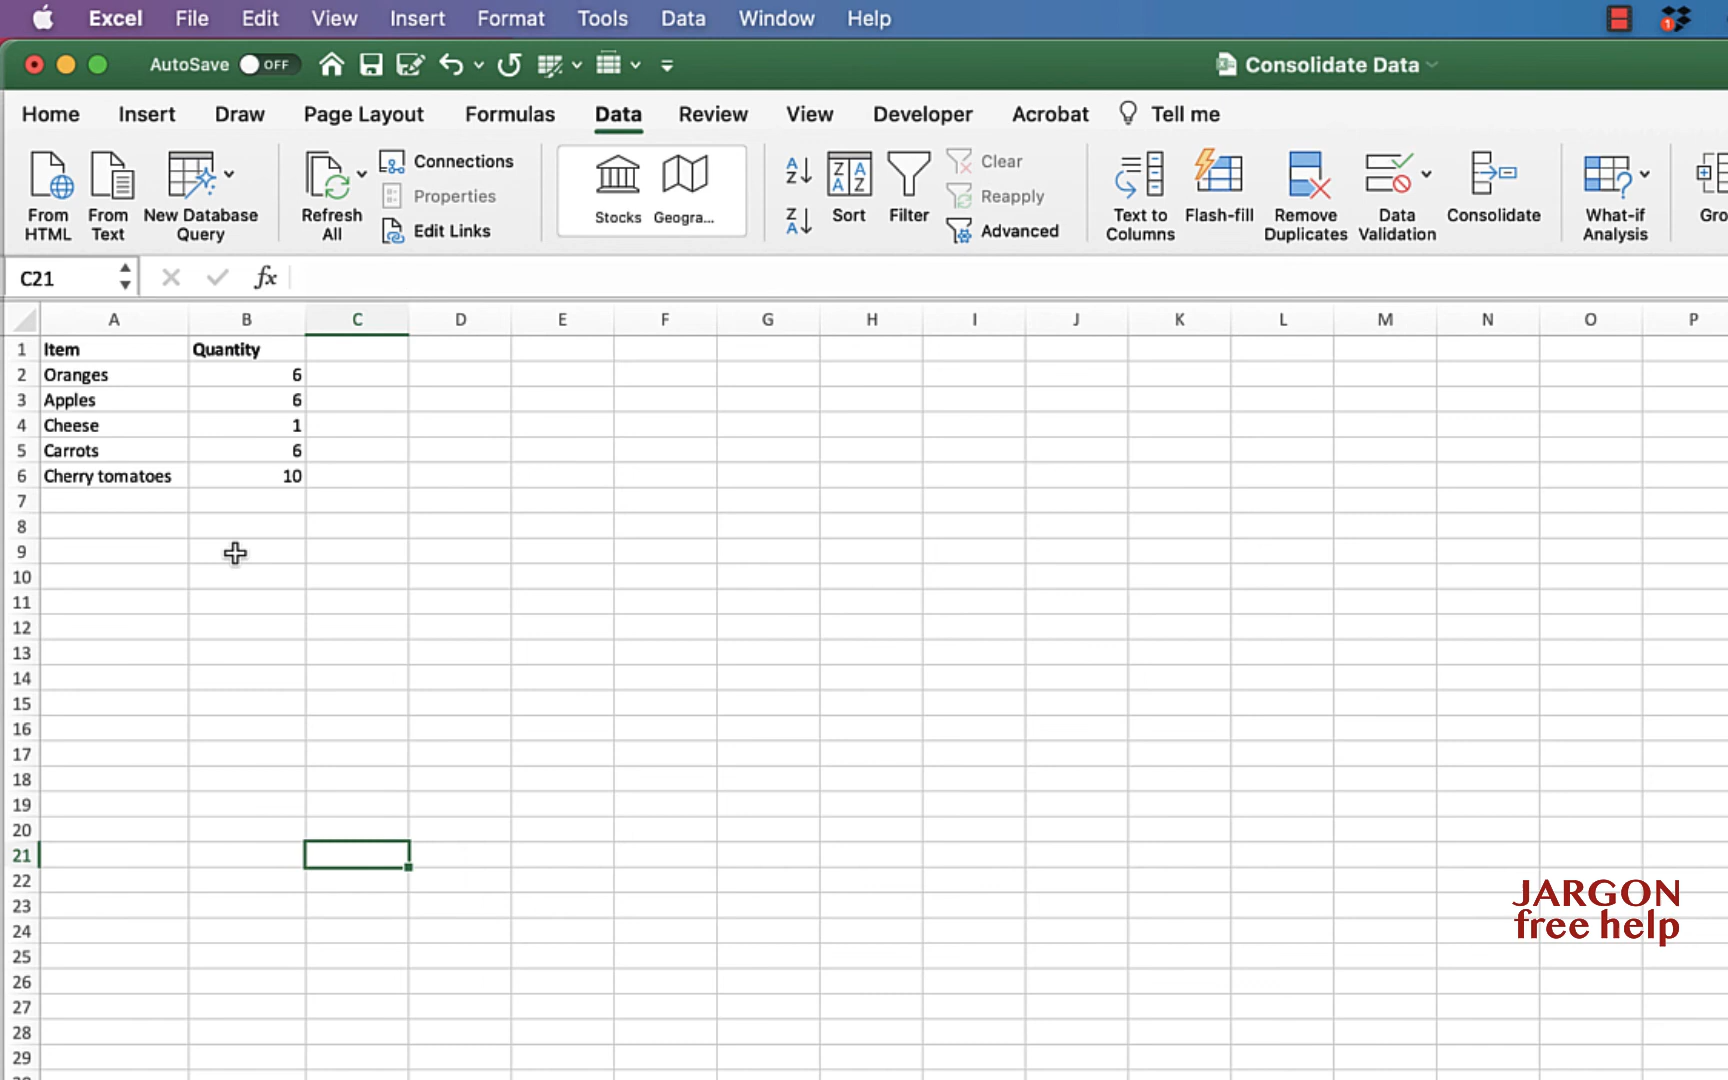 Excel File Edit View Insert Format Tools Data Window Help
1
AutoSave OFF
Consolidate Data
Home Insert Draw Page Layout Formulas Data Review View Developer Acrobat Tell me
From HTML
From Text
New Database Query
Refresh All
Connections
Properties
Edit Links
Stocks
Geogra...
Sort
Filter
Clear
Reapply
Advanced
Text to Columns
Flash-fill
Remove Duplicates
Data Validation
Consolidate
What-if Analysis
Gro
C21 fx
A B C D E F G H I J K L M N O P
1 Item Quantity
2 Oranges 6
3 Apples 6
4 Cheese 1
5 Carrots 6
6 Cherry tomatoes 10
7
8
9
10
11
12
13
14
15
16
17
18
19
20
21
22
23
24
25
26
27
28
29
JARGON
free help